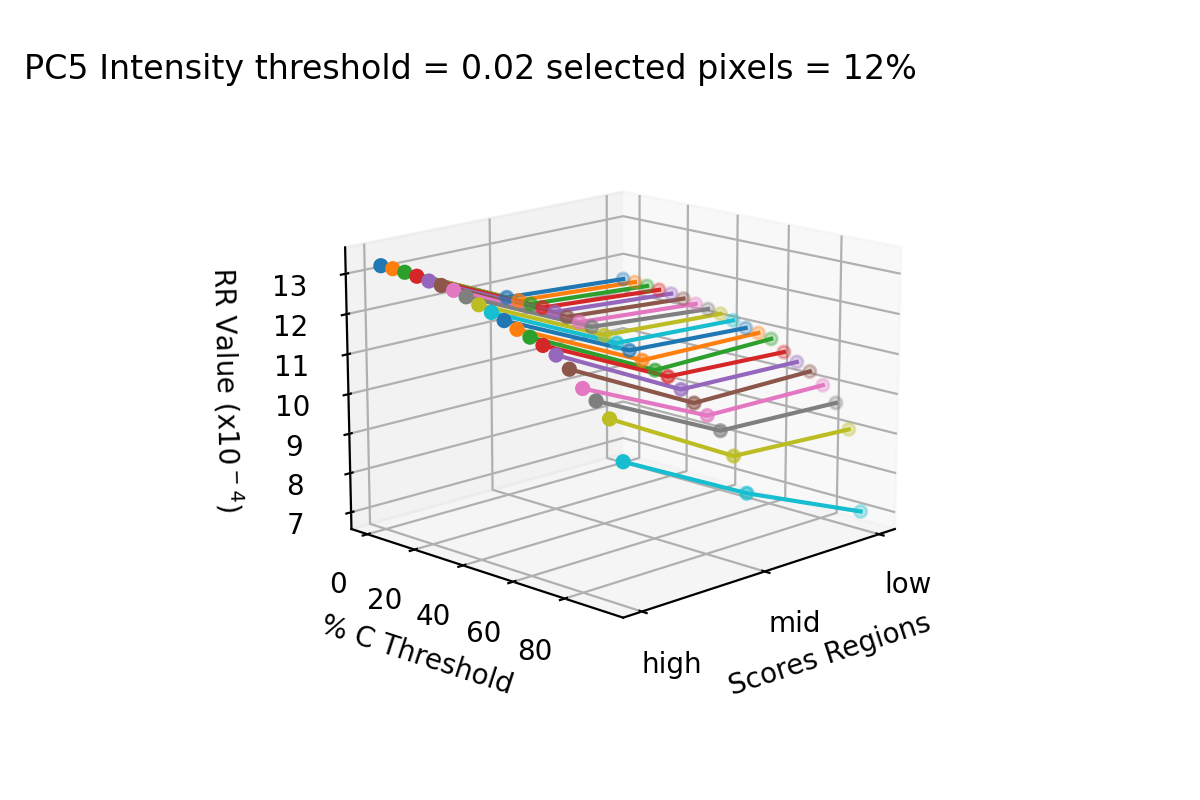 PC5 Intensity threshold = 0.02 selected pixels = 12%
RR Value (x10⁻⁴)
13
12
11
10
9
8
7
0
20
40
60
80
% C Threshold
high
mid
low
Scores Regions